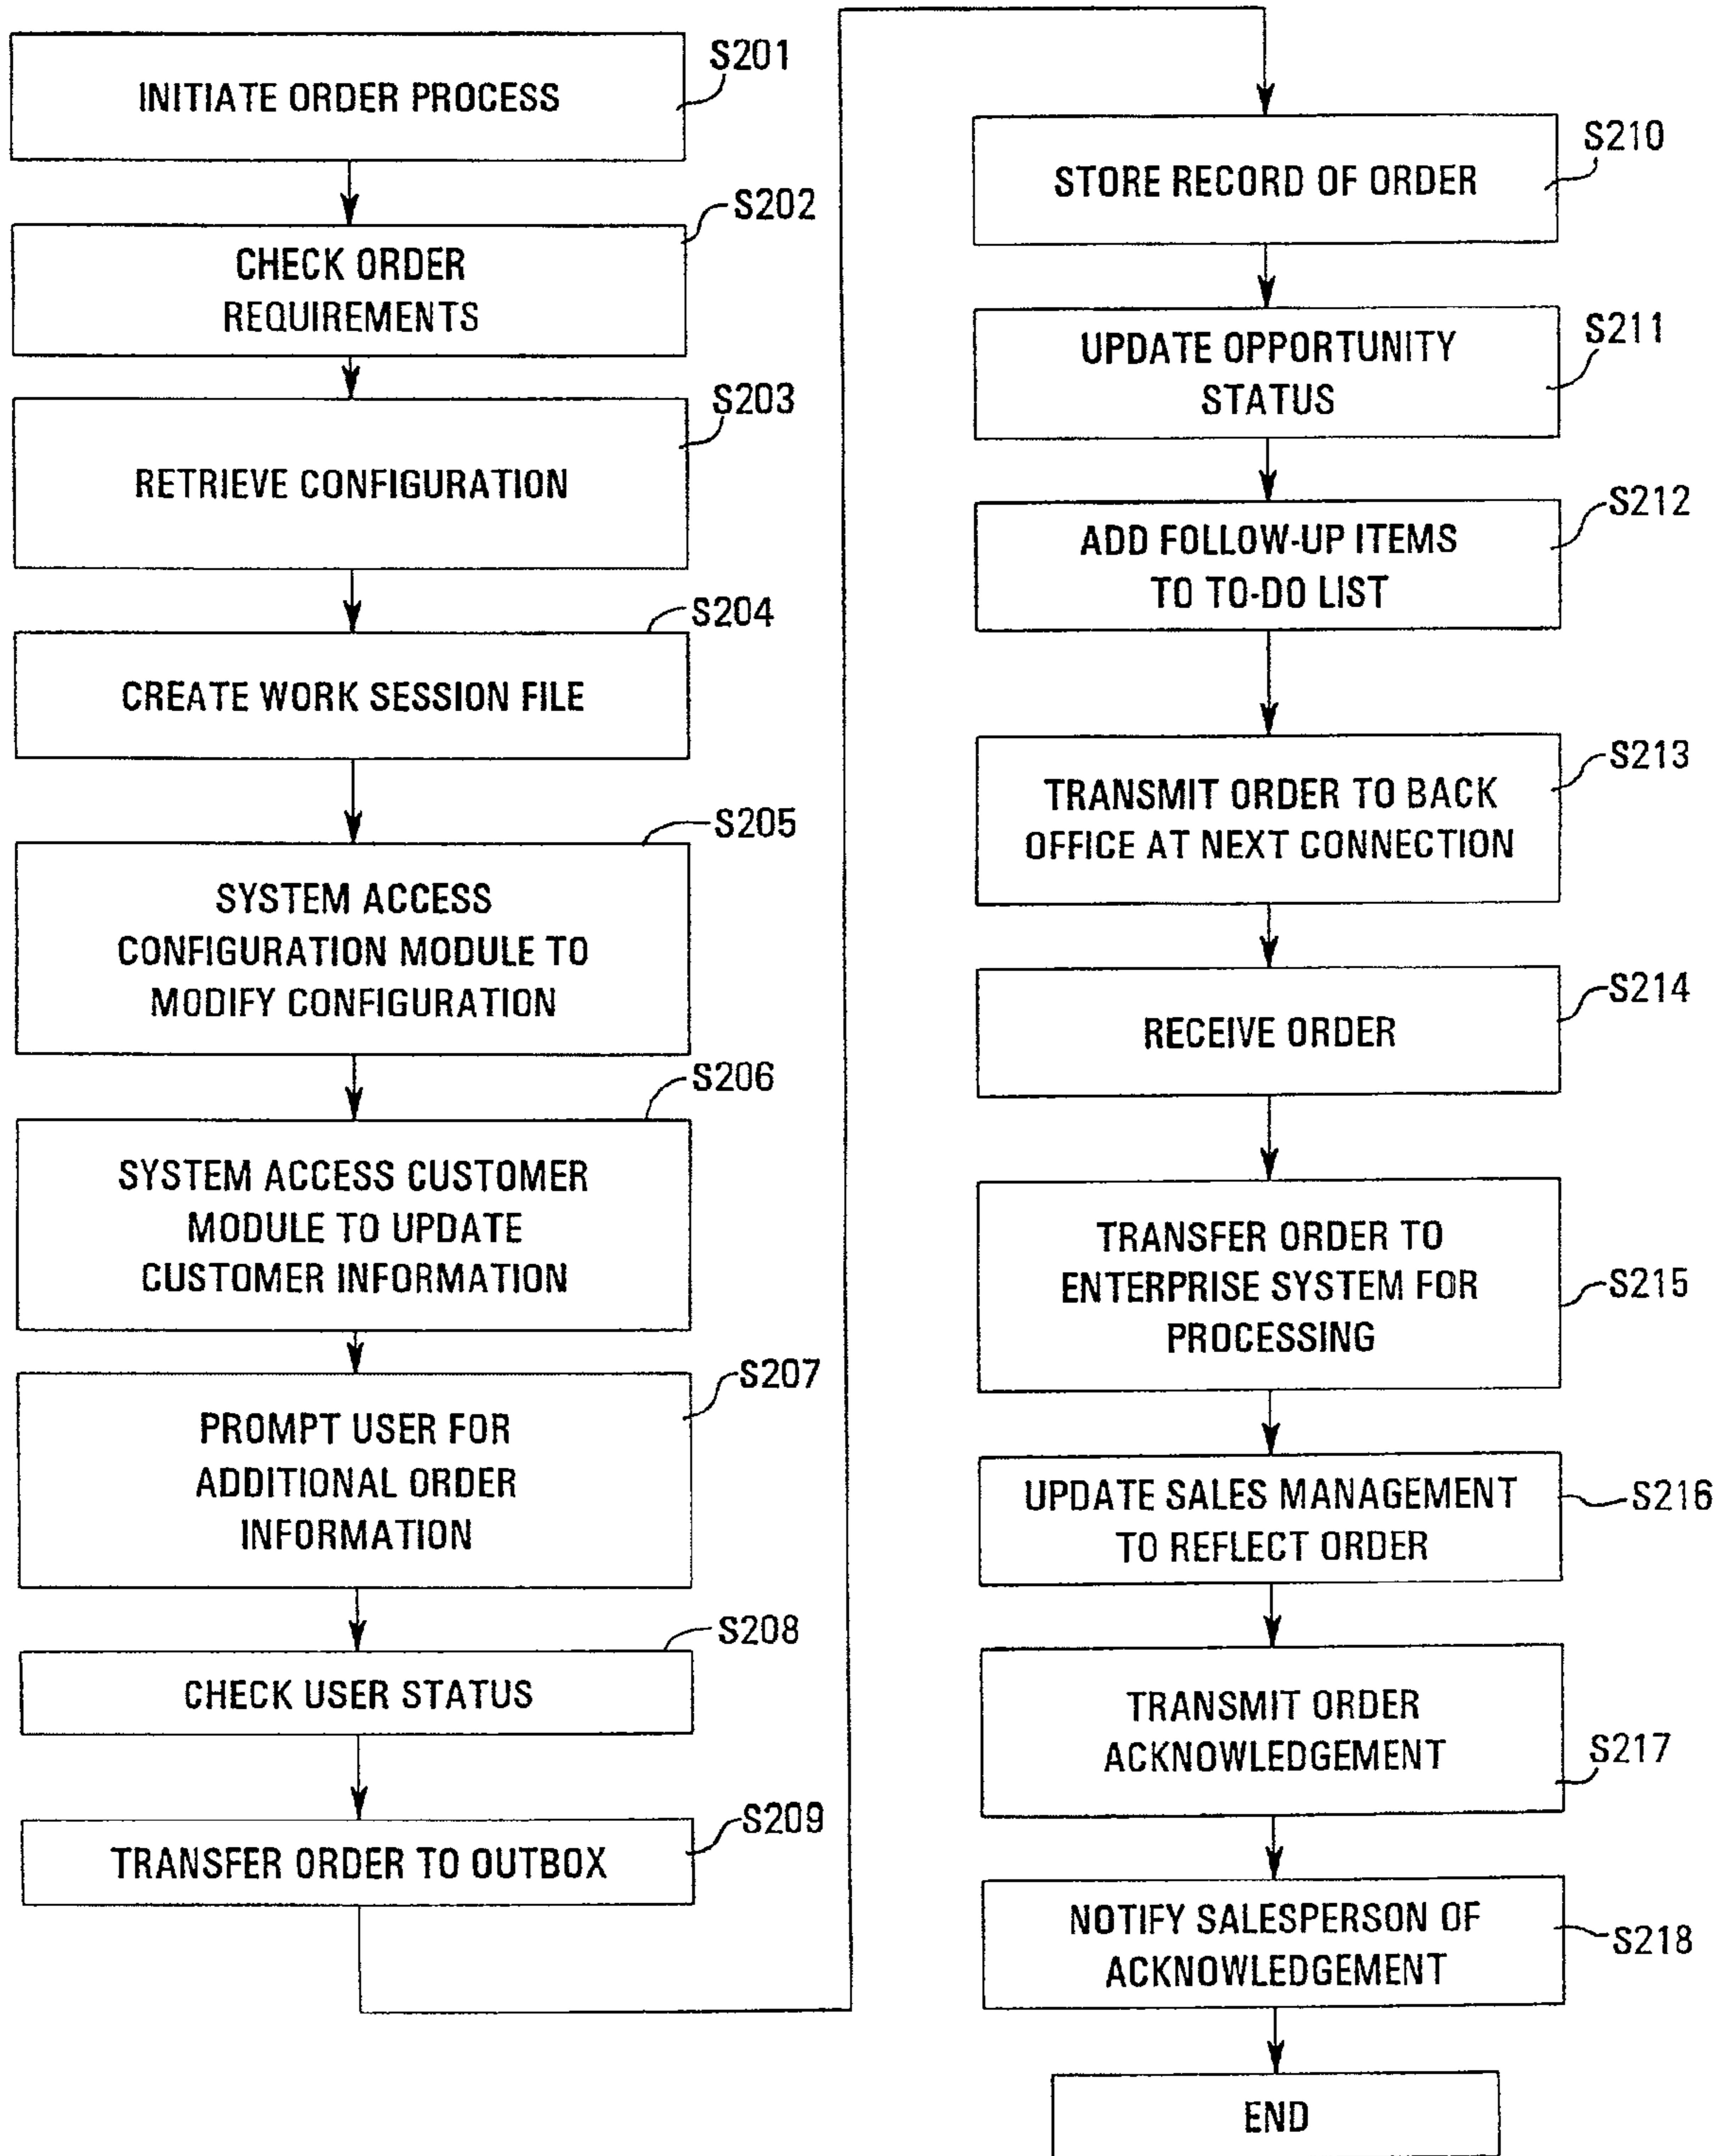 INITIATE ORDER PROCESS
S201
CHECK ORDER
REQUIREMENTS
S202
RETRIEVE CONFIGURATION
S203
CREATE WORK SESSION FILE
S204
SYSTEM ACCESS
CONFIGURATION MODULE TO
MODIFY CONFIGURATION
S205
SYSTEM ACCESS CUSTOMER
MODULE TO UPDATE
CUSTOMER INFORMATION
S206
PROMPT USER FOR
ADDITIONAL ORDER
INFORMATION
S207
CHECK USER STATUS
S208
TRANSFER ORDER TO OUTBOX
S209
STORE RECORD OF ORDER
S210
UPDATE OPPORTUNITY
STATUS
S211
ADD FOLLOW-UP ITEMS
TO TO-DO LIST
S212
TRANSMIT ORDER TO BACK
OFFICE AT NEXT CONNECTION
S213
RECEIVE ORDER
S214
TRANSFER ORDER TO
ENTERPRISE SYSTEM FOR
PROCESSING
S215
UPDATE SALES MANAGEMENT
TO REFLECT ORDER
S216
TRANSMIT ORDER
ACKNOWLEDGEMENT
S217
NOTIFY SALESPERSON OF
ACKNOWLEDGEMENT
S218
END